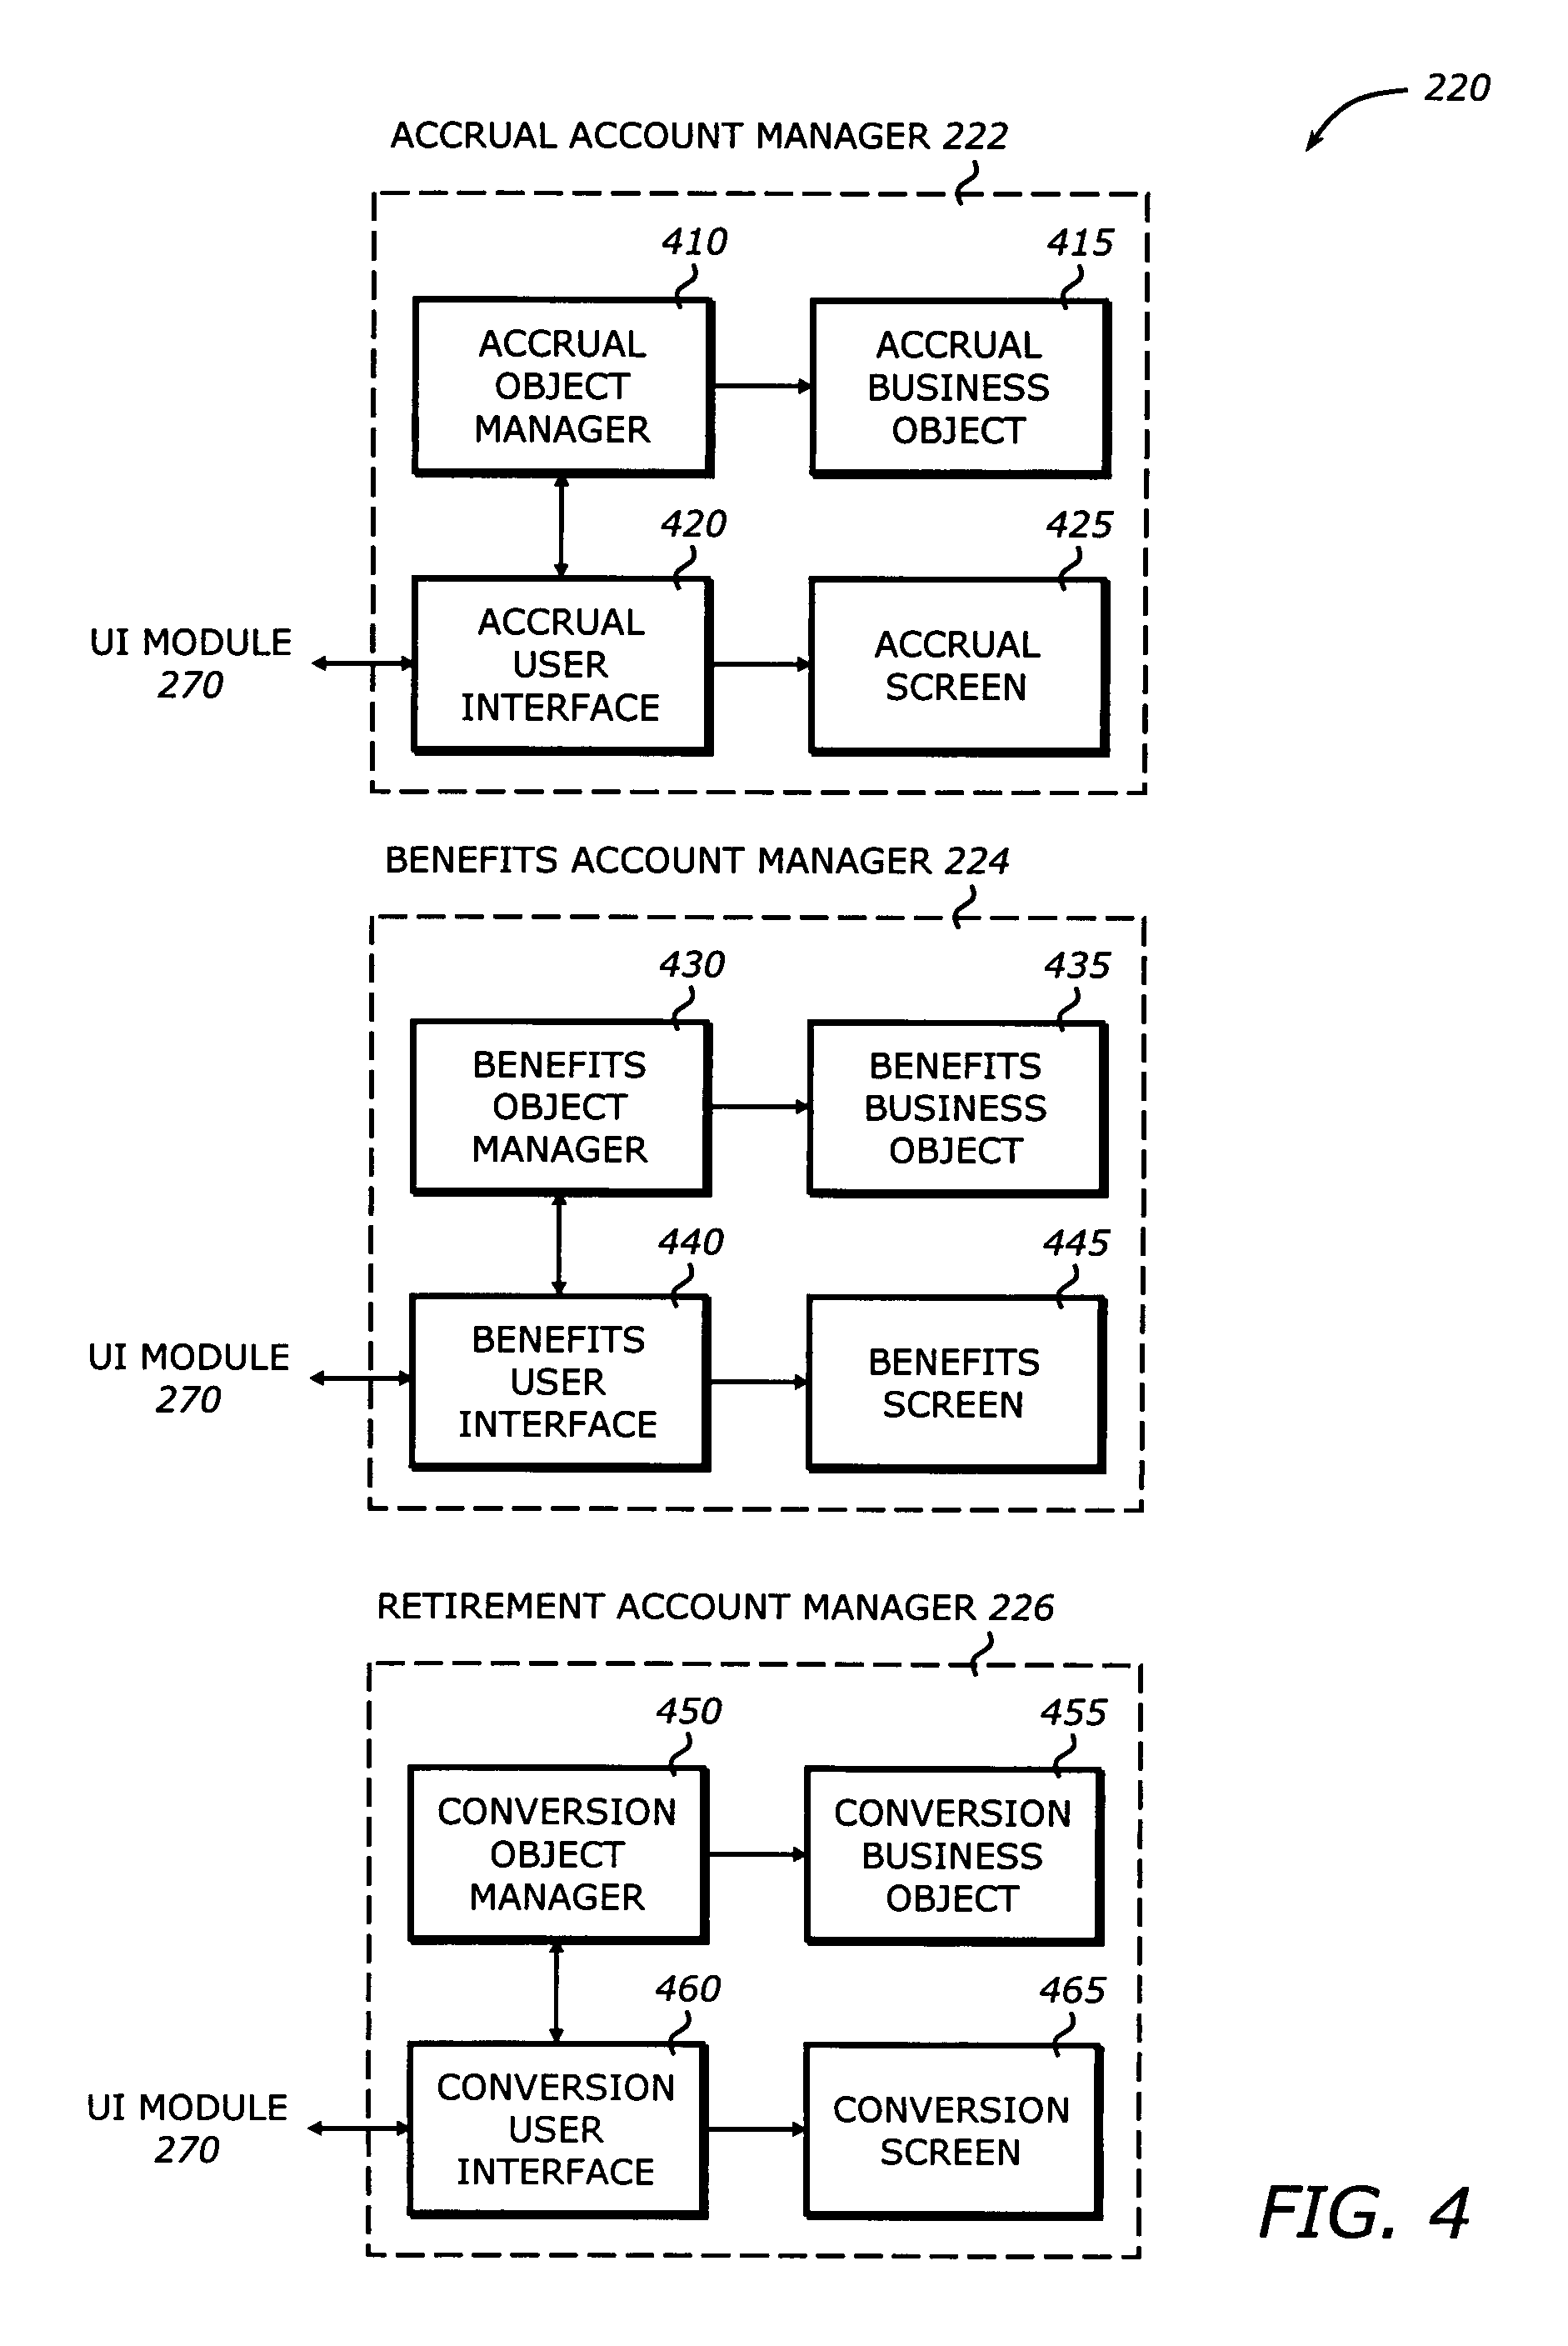 220
ACCRUAL ACCOUNT MANAGER 222
410
415
ACCRUAL
OBJECT
MANAGER
ACCRUAL
BUSINESS
OBJECT
420
425
UI MODULE
270
ACCRUAL
USER
INTERFACE
ACCRUAL
SCREEN
BENEFITS ACCOUNT MANAGER 224
430
435
BENEFITS
OBJECT
MANAGER
BENEFITS
BUSINESS
OBJECT
440
445
UI MODULE
270
BENEFITS
USER
INTERFACE
BENEFITS
SCREEN
RETIREMENT ACCOUNT MANAGER 226
450
455
CONVERSION
OBJECT
MANAGER
CONVERSION
BUSINESS
OBJECT
460
465
UI MODULE
270
CONVERSION
USER
INTERFACE
CONVERSION
SCREEN
FIG. 4